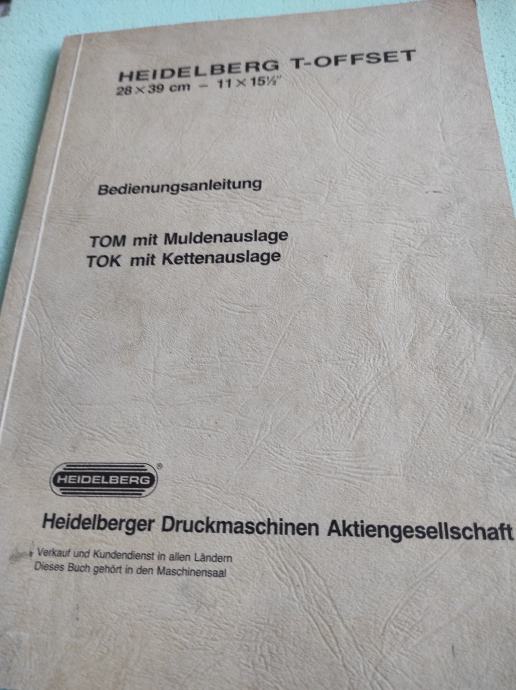 HEIDELBERG T-OFFSET
28 × 39 cm – 11 × 15½"
Bedienungsanleitung
TOM mit Muldenauslage
TOK mit Kettenauslage
HEIDELBERG®
Heidelberger Druckmaschinen Aktiengesellschaft
Verkauf und Kundendienst in allen Ländern
Dieses Buch gehört in den Maschinensaal